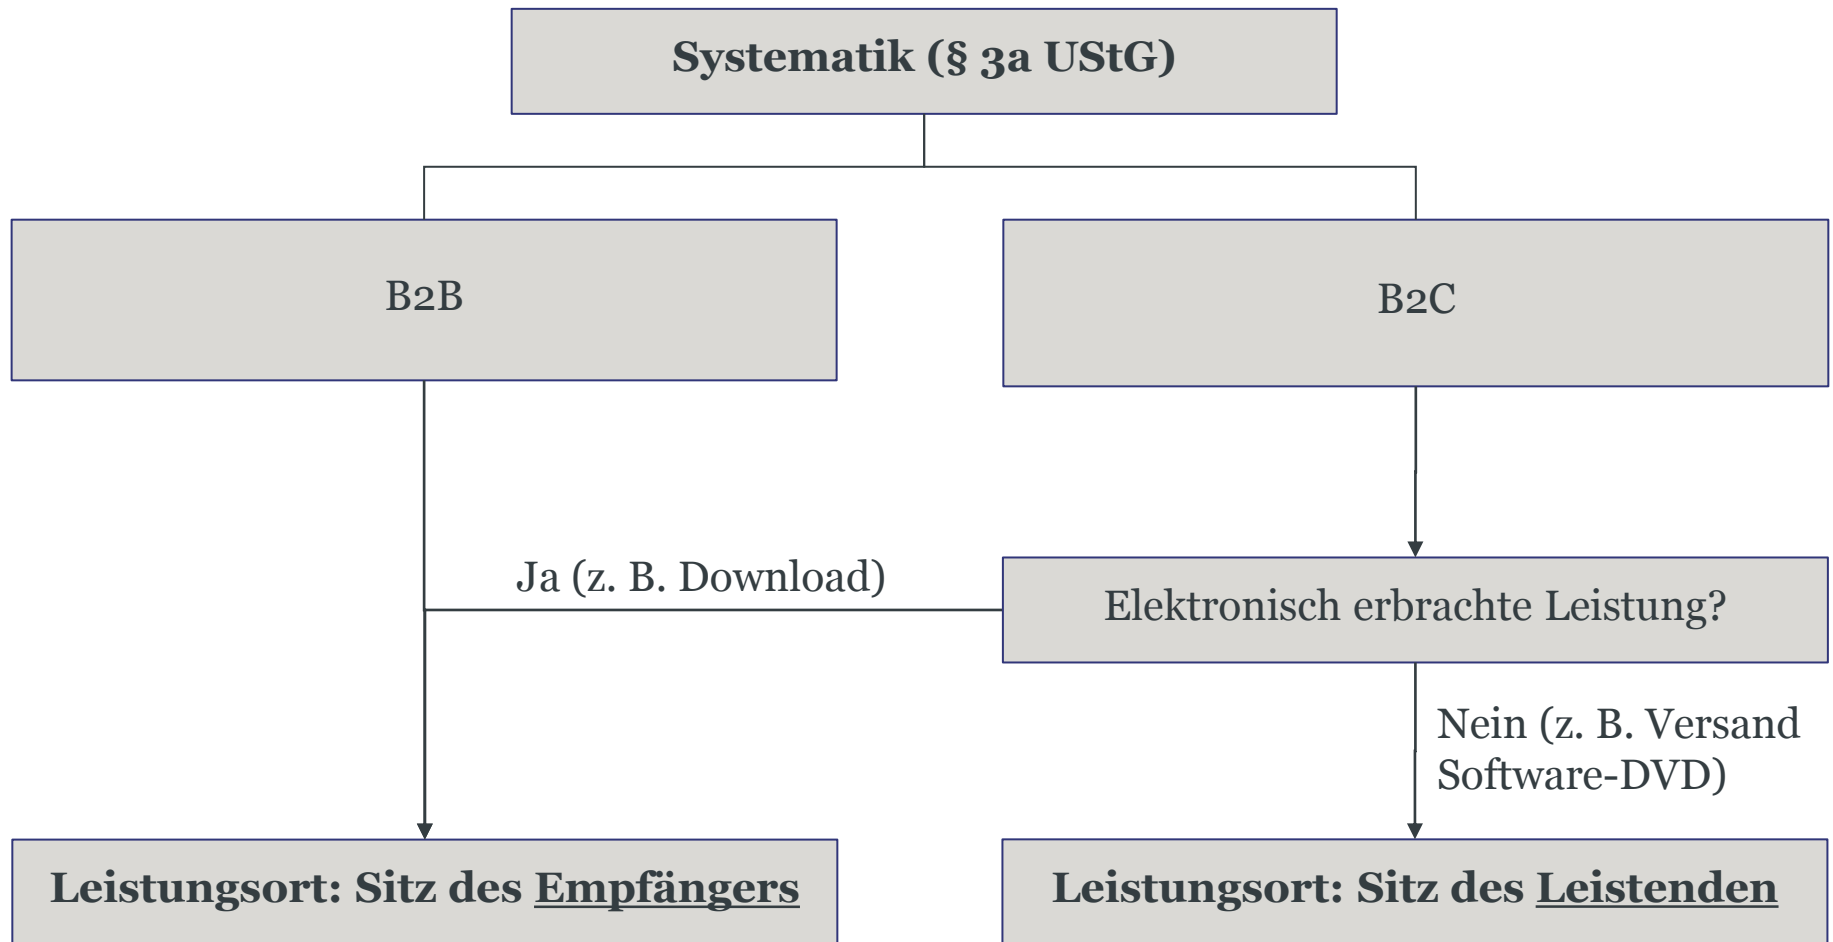 Systematik (§ 3a UStG)
B2B
B2C
Ja (z. B. Download)
Elektronisch erbrachte Leistung?
Nein (z. B. Versand
Software-DVD)
Leistungsort: Sitz des Empfängers
Leistungsort: Sitz des Leistenden